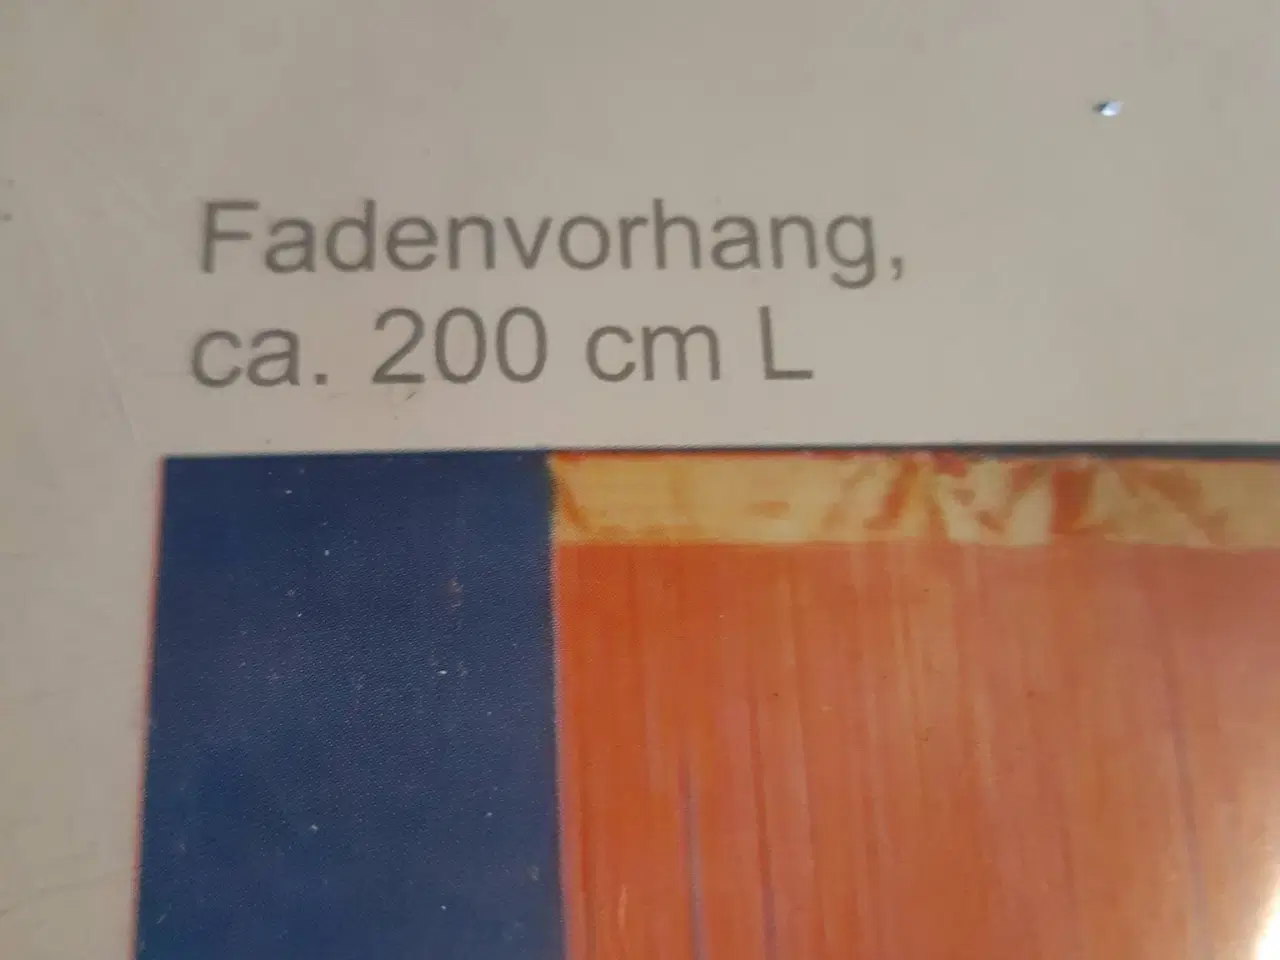 Fadenvorhang,
ca. 200 cm L